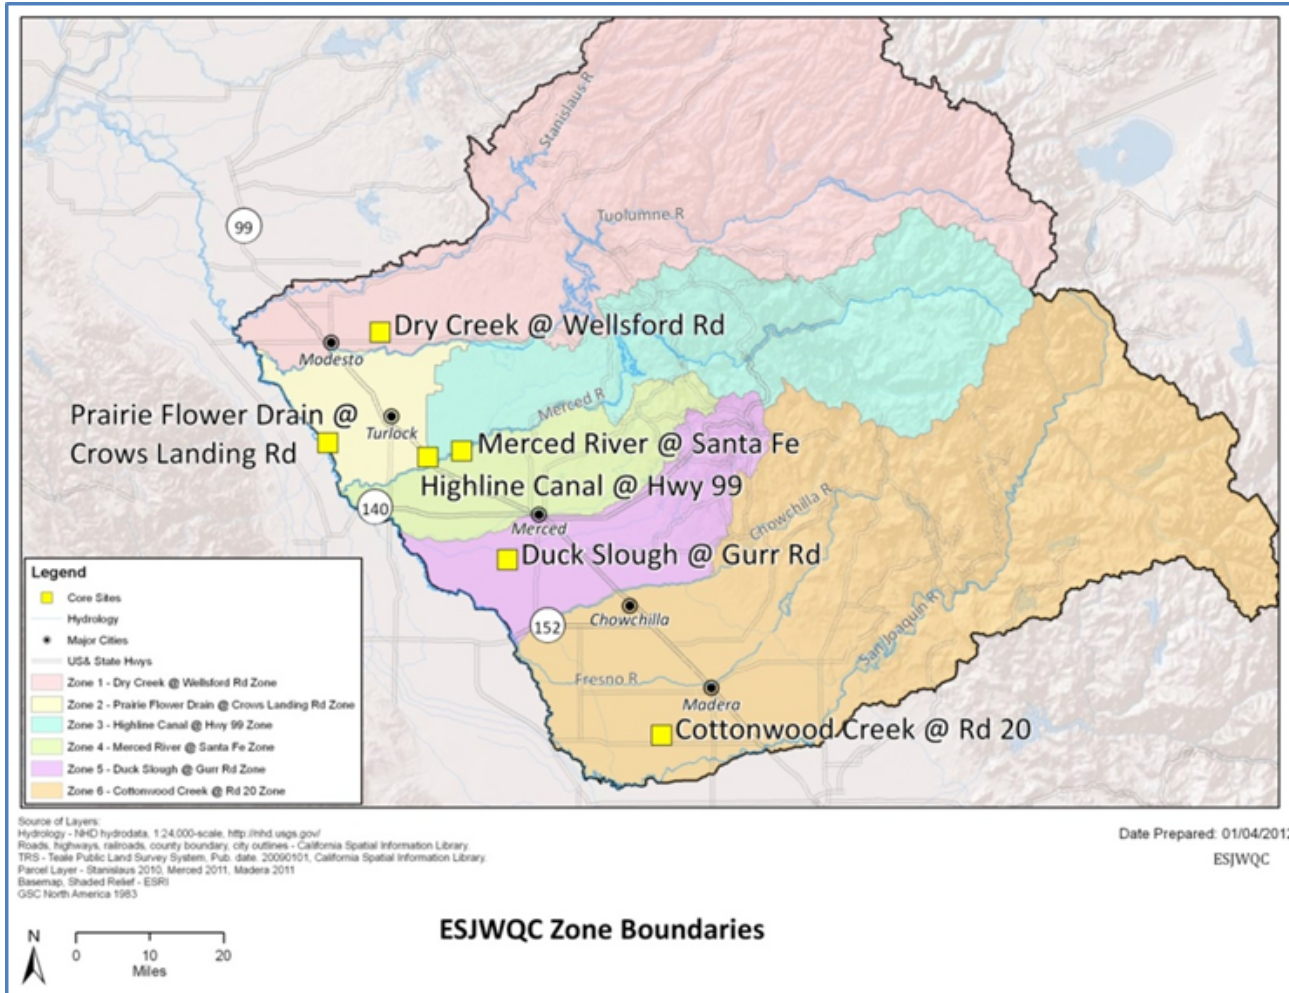 Stanislaus R
99
Tuolumne R
Dry Creek @ Wellsford Rd
Modesto
Prairie Flower Drain @
Crows Landing Rd
Merced R
Turlock
Merced River @ Santa Fe
Highline Canal @ Hwy 99
140
Merced
Chowchilla R
Duck Slough @ Gurr Rd
152
Chowchilla
San Joaquin R
Fresno R
Madera
Cottonwood Creek @ Rd 20
Legend
Core Sites
Hydrology
Major Cities
US& State Hwys
Zone 1 - Dry Creek @ Wellsford Rd Zone
Zone 2 - Prairie Flower Drain @ Crows Landing Rd Zone
Zone 3 - Highline Canal @ Hwy 99 Zone
Zone 4 - Merced River @ Santa Fe Zone
Zone 5 - Duck Slough @ Gurr Rd Zone
Zone 6 - Cottonwood Creek @ Rd 20 Zone
Source of Layers:
Hydrology - NHD hydrodata, 1:24,000-scale, http://nhd.usgs.gov/
Roads, highways, railroads, county boundary, city outlines - California Spatial Information Library.
TRS - Teale Public Land Survey System, Pub. date. 20090101, California Spatial Information Library.
Parcel Layer - Stanislaus 2010, Merced 2011, Madera 2011
Basemap, Shaded Relief - ESRI
GSC North America 1983
Date Prepared: 01/04/2012
ESJWQC
ESJWQC Zone Boundaries
N
0 10 20
Miles